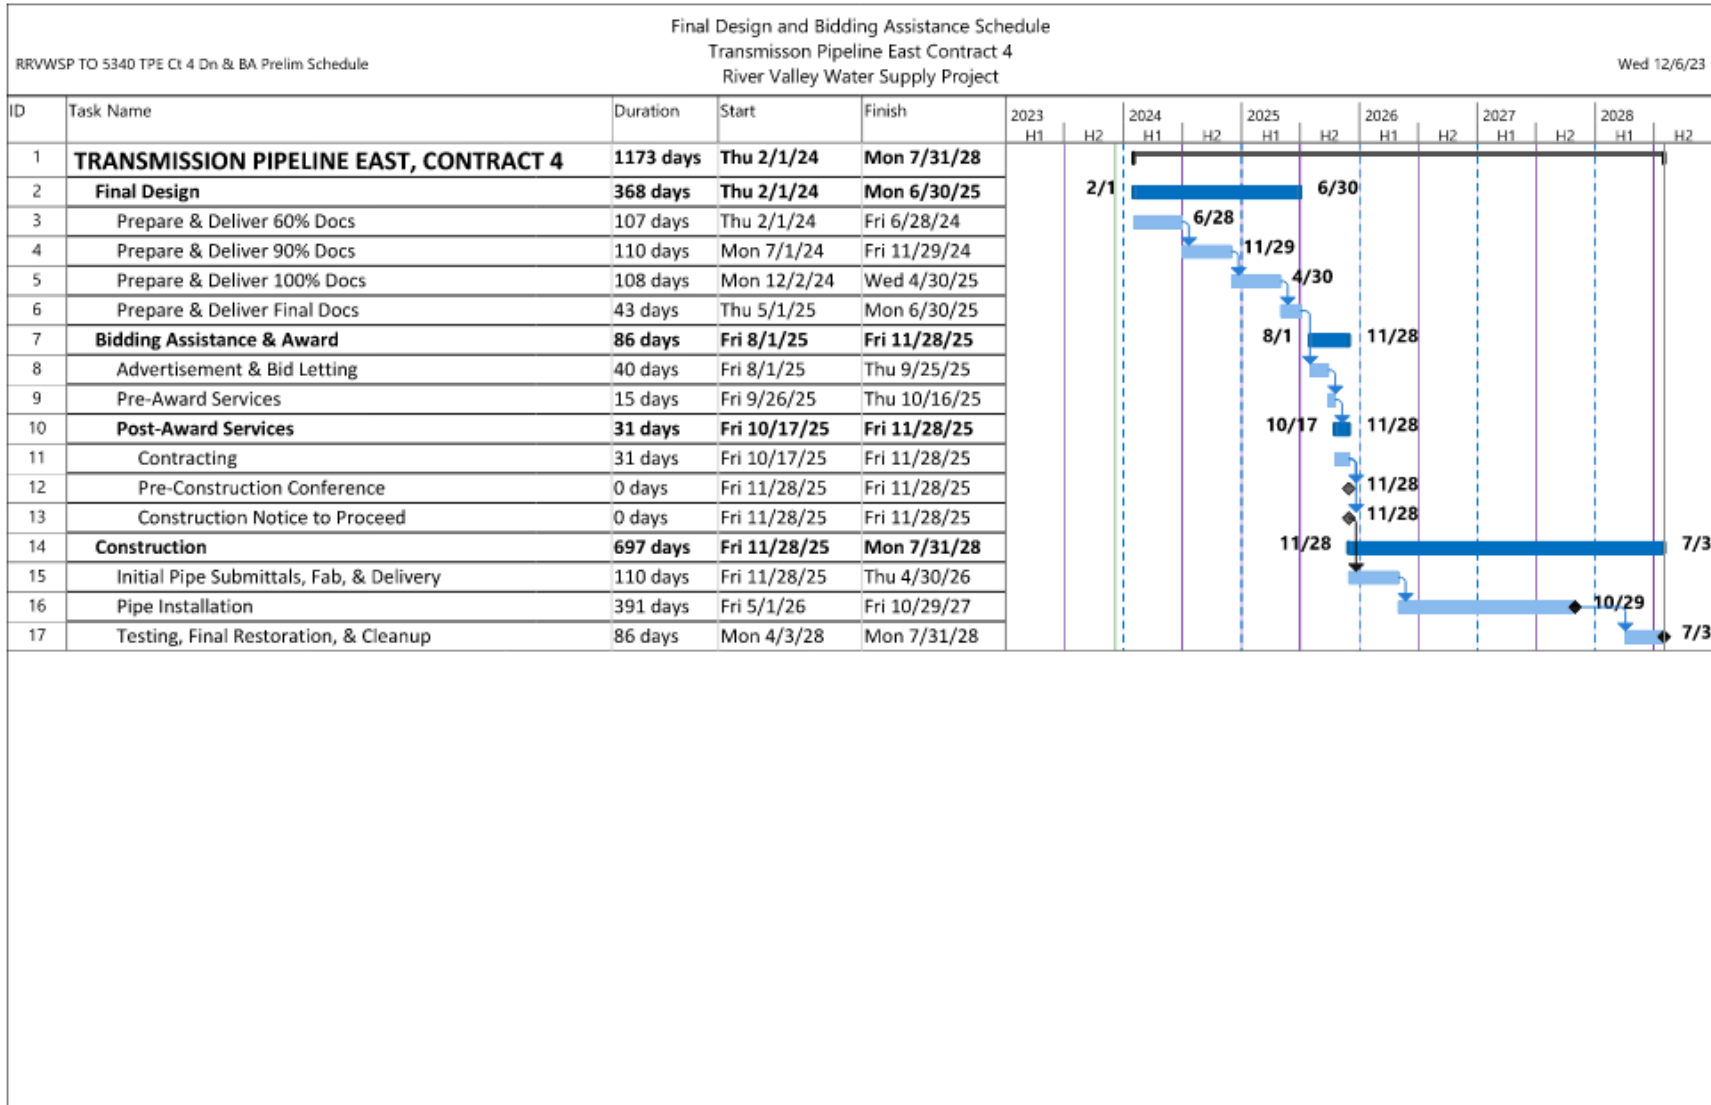 Final Design and Bidding Assistance Schedule
Transmisson Pipeline East Contract 4
River Valley Water Supply Project
RRVWSP TO 5340 TPE Ct 4 Dn & BA Prelim Schedule
Wed 12/6/23
ID Task Name Duration Start Finish 2023 2024 2025 2026 2027 2028
H1 H2 H1 H2 H1 H2 H1 H2 H1 H2 H1 H2
1 TRANSMISSION PIPELINE EAST, CONTRACT 4 1173 days Thu 2/1/24 Mon 7/31/28
2 Final Design 368 days Thu 2/1/24 Mon 6/30/25 2/1 6/30
3 Prepare & Deliver 60% Docs 107 days Thu 2/1/24 Fri 6/28/24 6/28
4 Prepare & Deliver 90% Docs 110 days Mon 7/1/24 Fri 11/29/24 11/29
5 Prepare & Deliver 100% Docs 108 days Mon 12/2/24 Wed 4/30/25 4/30
6 Prepare & Deliver Final Docs 43 days Thu 5/1/25 Mon 6/30/25
7 Bidding Assistance & Award 86 days Fri 8/1/25 Fri 11/28/25 8/1 11/28
8 Advertisement & Bid Letting 40 days Fri 8/1/25 Thu 9/25/25
9 Pre-Award Services 15 days Fri 9/26/25 Thu 10/16/25
10 Post-Award Services 31 days Fri 10/17/25 Fri 11/28/25 10/17 11/28
11 Contracting 31 days Fri 10/17/25 Fri 11/28/25
12 Pre-Construction Conference 0 days Fri 11/28/25 Fri 11/28/25 11/28
13 Construction Notice to Proceed 0 days Fri 11/28/25 Fri 11/28/25 11/28
14 Construction 697 days Fri 11/28/25 Mon 7/31/28 11/28 7/3
15 Initial Pipe Submittals, Fab, & Delivery 110 days Fri 11/28/25 Thu 4/30/26
16 Pipe Installation 391 days Fri 5/1/26 Fri 10/29/27 10/29
17 Testing, Final Restoration, & Cleanup 86 days Mon 4/3/28 Mon 7/31/28 7/3